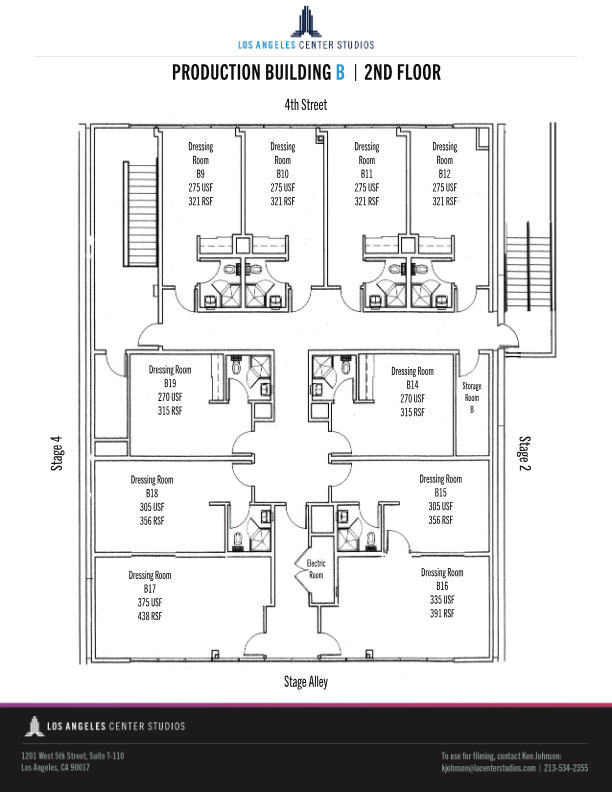 LOS ANGELES CENTER STUDIOS
PRODUCTION BUILDING B | 2ND FLOOR
4th Street
Dressing
Room
B9
275 USF
321 RSF
Dressing
Room
B10
275 USF
321 RSF
Dressing
Room
B11
275 USF
321 RSF
Dressing
Room
B12
275 USF
321 RSF
Dressing Room
B19
270 USF
315 RSF
Dressing Room
B14
270 USF
315 RSF
Storage
Room
B
Stage 4
Stage 2
Dressing Room
B18
305 USF
356 RSF
Dressing Room
B15
305 USF
356 RSF
Electric
Room
Dressing Room
B17
375 USF
438 RSF
Dressing Room
B16
335 USF
391 RSF
Stage Alley
LOS ANGELES CENTER STUDIOS
1201 West 5th Street, Suite T-110
Los Angeles, CA 90017
To use for filming, contact Ken Johnson:
kjohnson@lacenterstudios.com | 213-534-2355